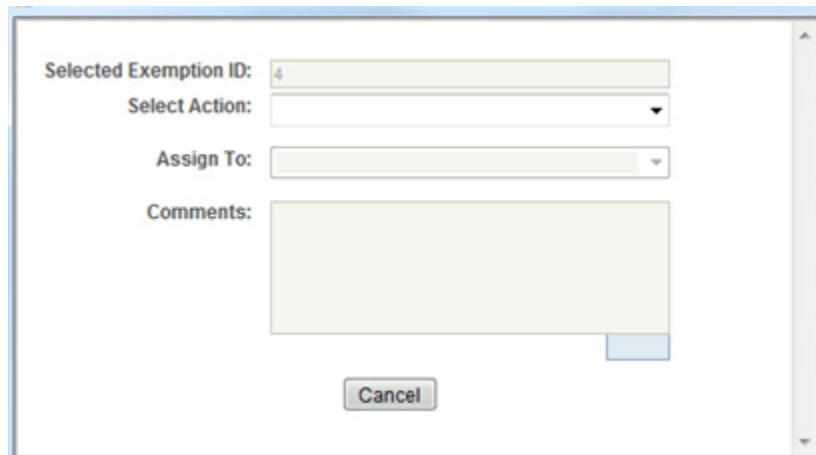 Selected Exemption ID: 4
Select Action:
Assign To:
Comments:
Cancel